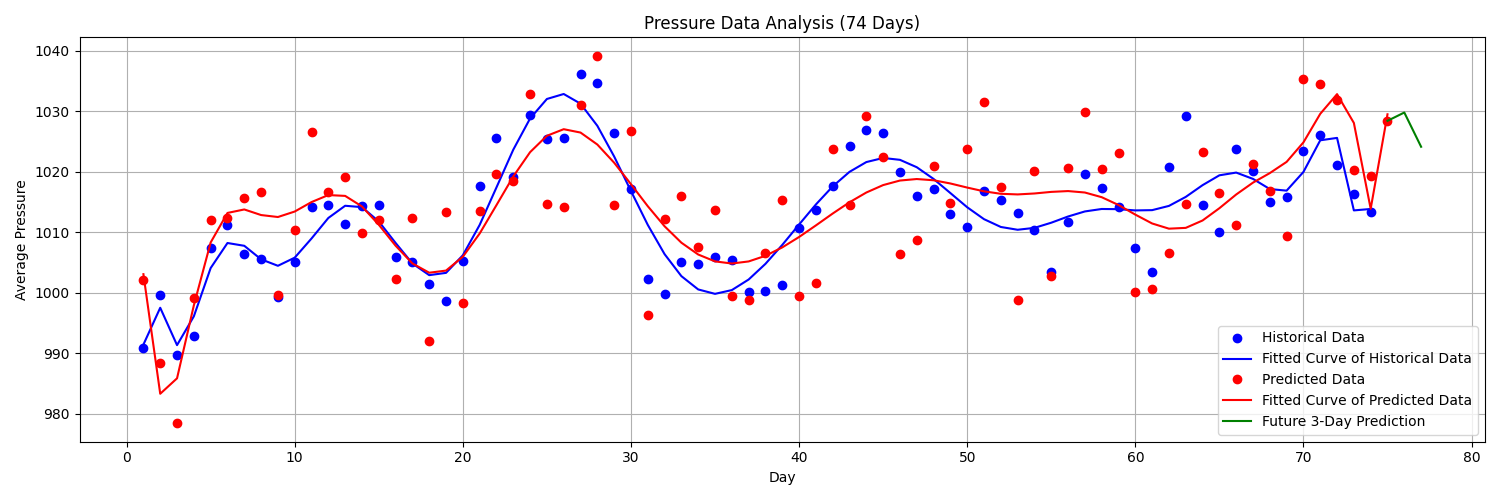 Pressure Data Analysis (74 Days)
Average Pressure
1040
1030
1020
1010
1000
990
980
0 10 20 30 40 50 60 70 80
Day
Historical Data
Fitted Curve of Historical Data
Predicted Data
Fitted Curve of Predicted Data
Future 3-Day Prediction